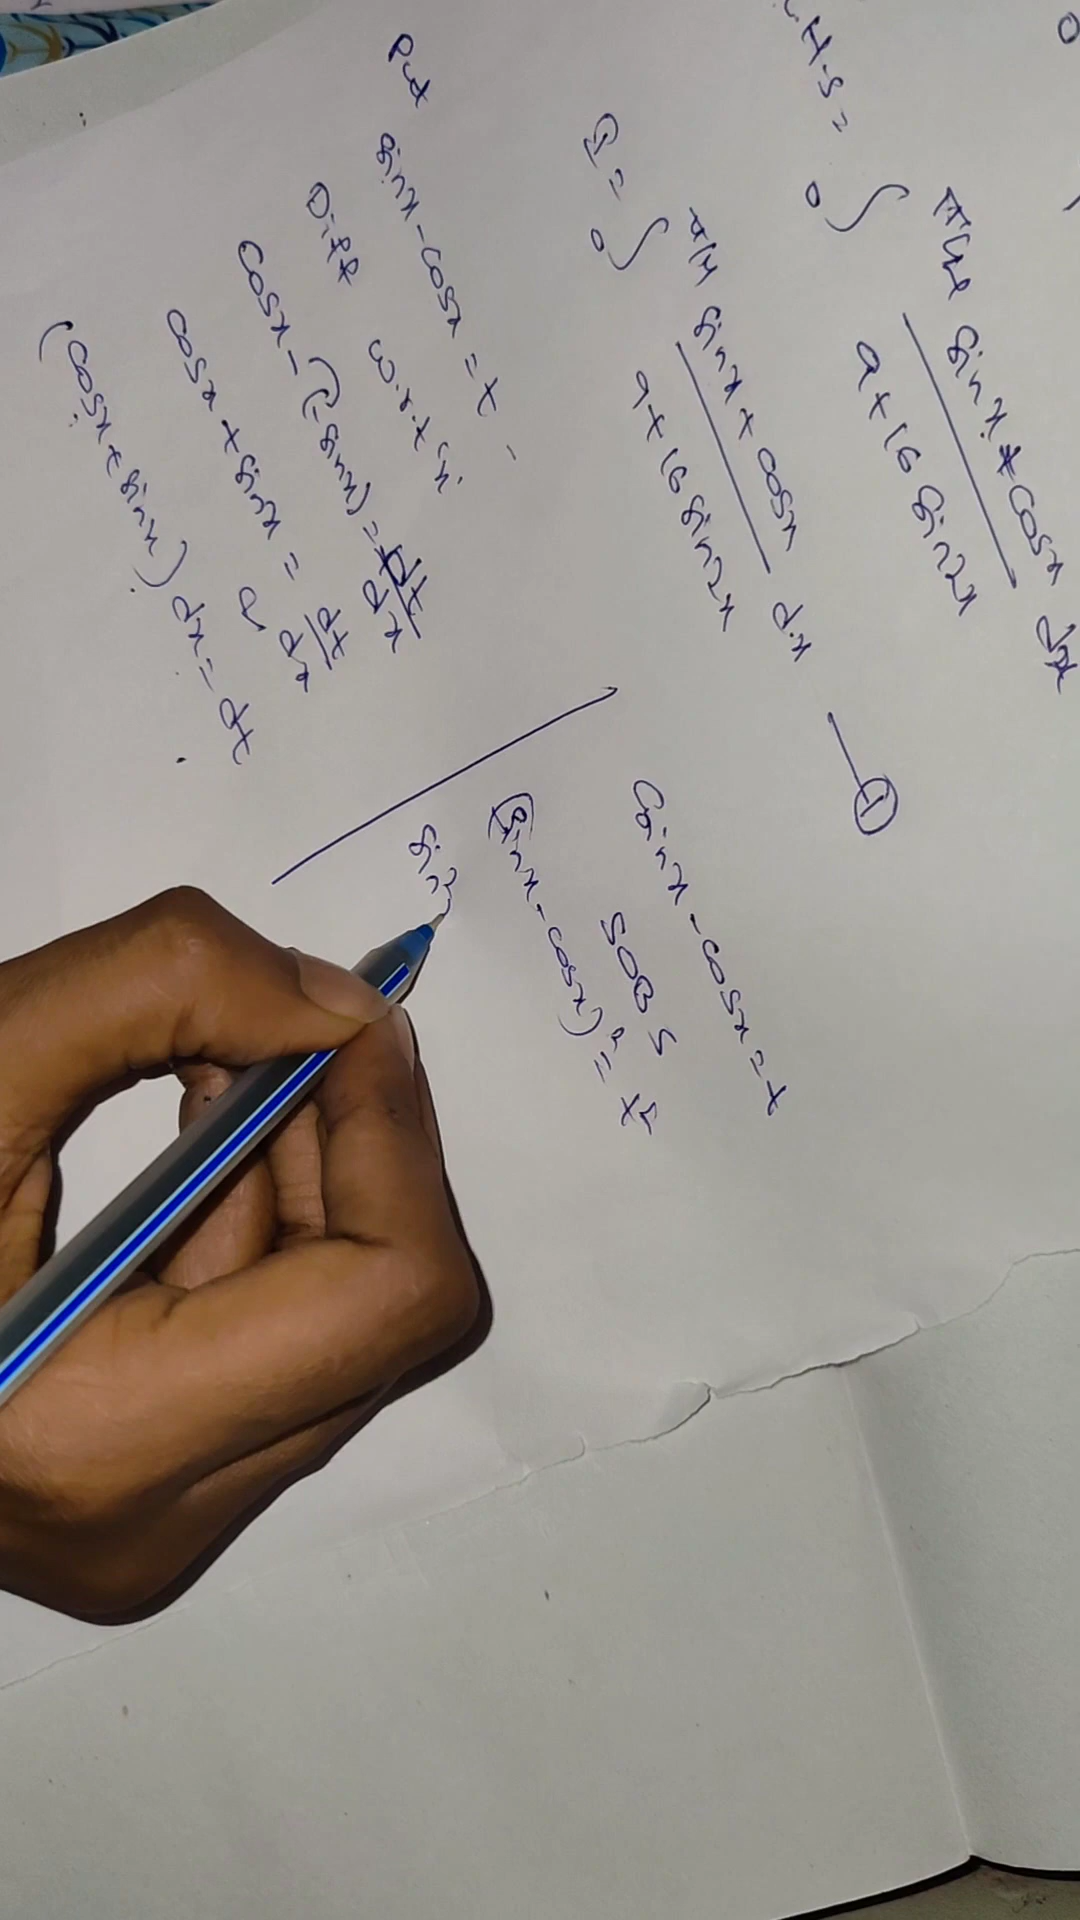 L.H.S = ∫₀^π/4 sinx + cosx / 9 + 16 sin2x dx
I = ∫₀^π/4 sinx + cosx / 9 + 16 sin2x dx — ①
Put sinx - cosx = t
Diff w.r.t 'x'
cosx - (-sinx) = dt/dx
cosx + sinx = dt/dx
(cosx + sinx) dx = dt
sinx - cosx = t
SOBS
(sinx - cosx)² = t²
sin²